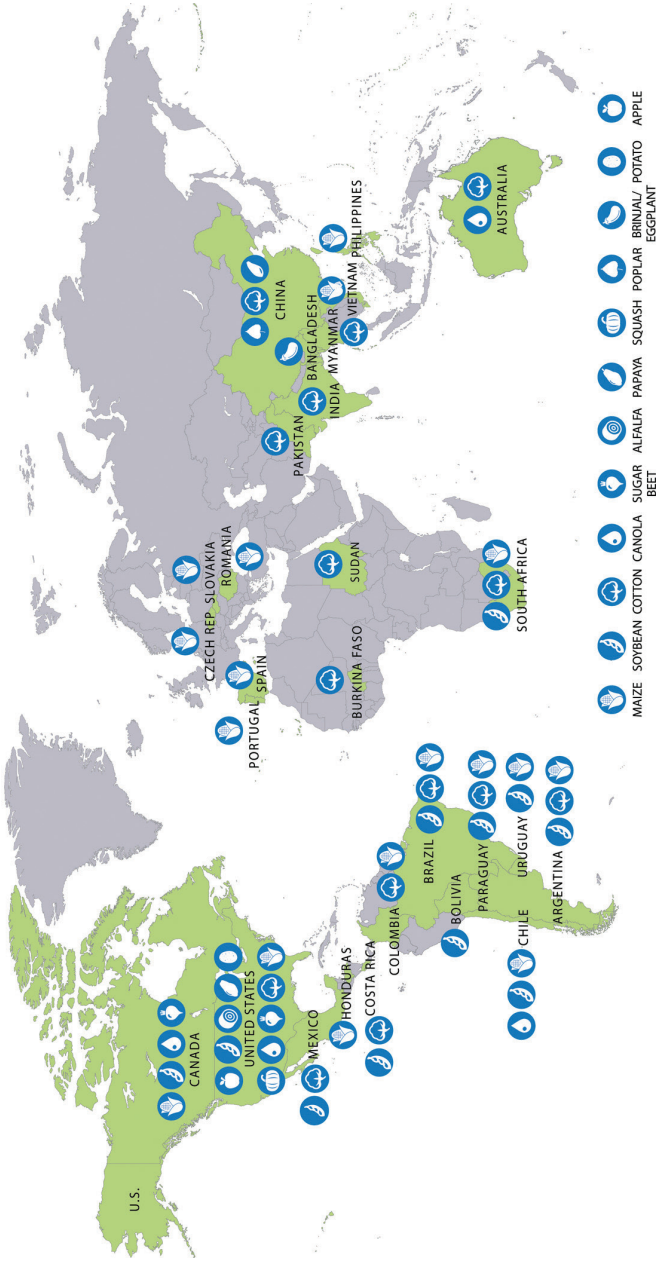 U.S.
CANADA
UNITED STATES
MEXICO
HONDURAS
COSTA RICA
COLOMBIA
BRAZIL
BOLIVIA
PARAGUAY
URUGUAY
CHILE
ARGENTINA
PORTUGAL
SPAIN
CZECH REP.
SLOVAKIA
ROMANIA
BURKINA FASO
SUDAN
SOUTH AFRICA
PAKISTAN
INDIA
BANGLADESH
MYANMAR
CHINA
VIETNAM
PHILIPPINES
AUSTRALIA
MAIZE
SOYBEAN
COTTON
CANOLA
SUGAR
BEET
ALFALFA
PAPAYA
SQUASH
POPLAR
BRINJAL/
EGGPLANT
POTATO
APPLE